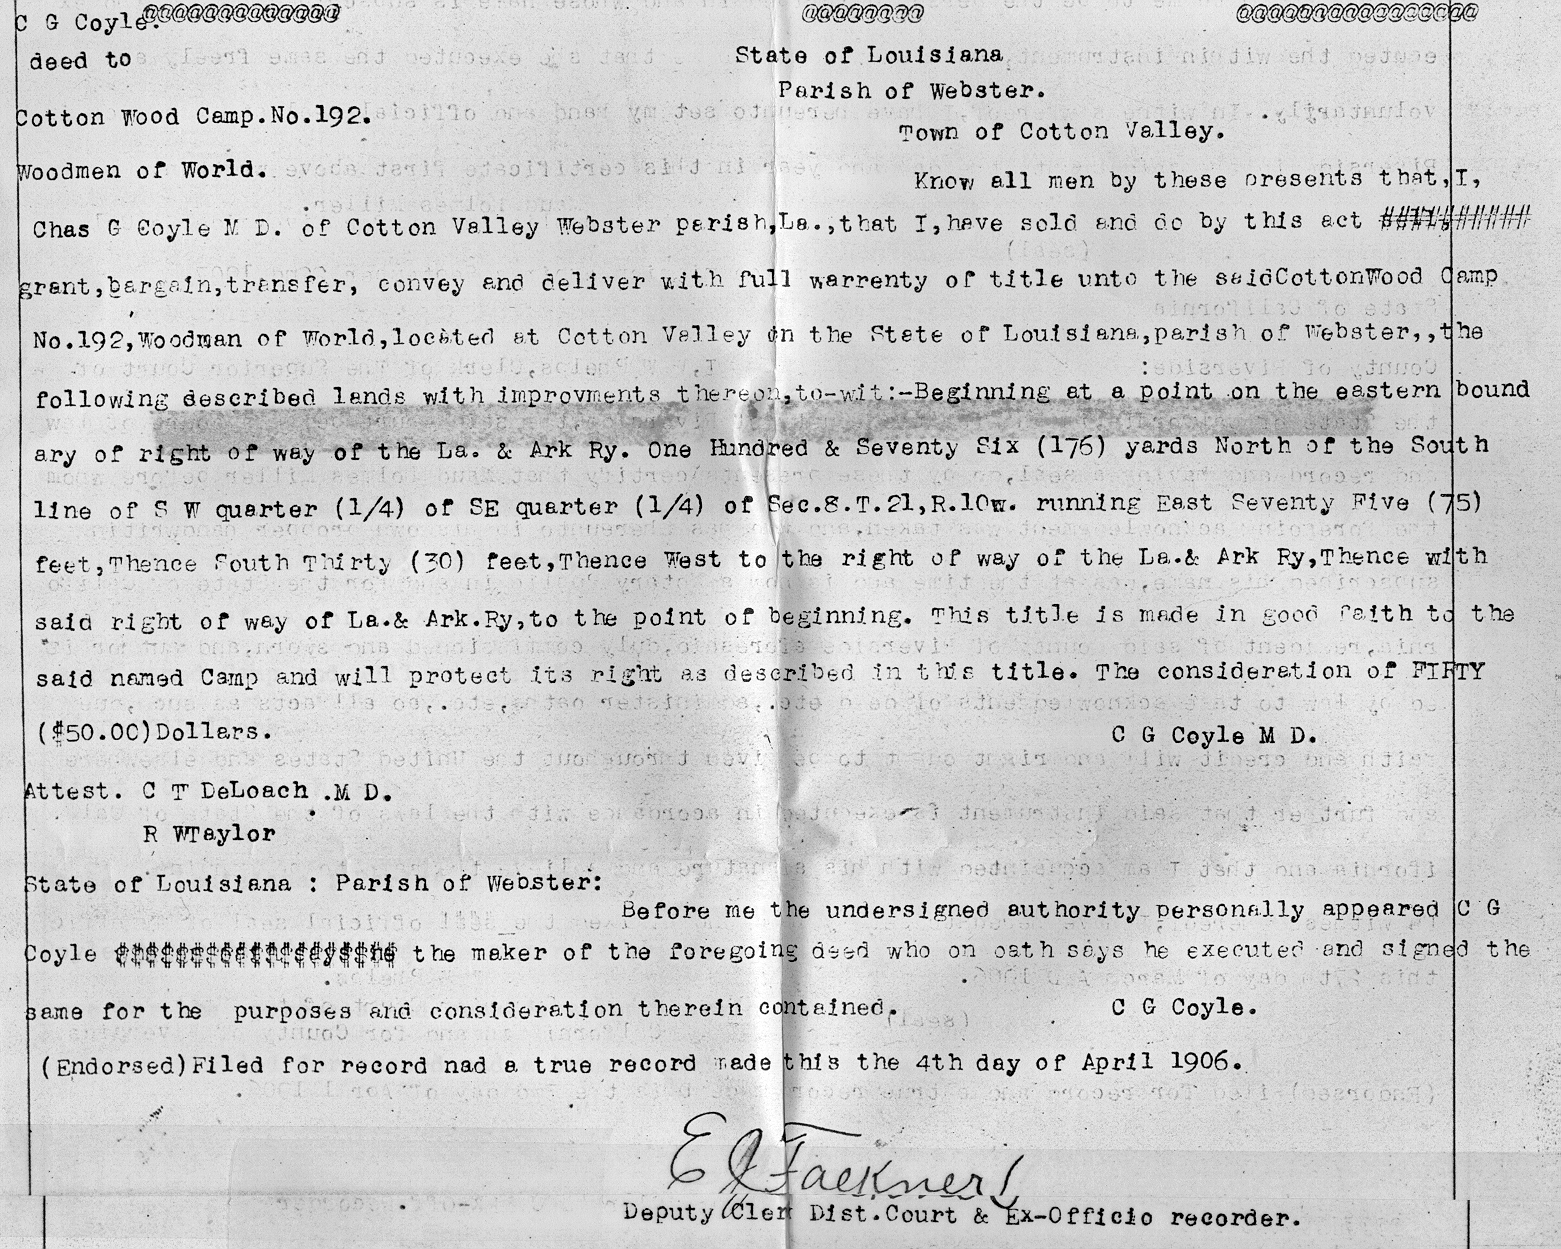 @@@@@@@@@@@@@ @@@@@@@@ @@@@@@@@@@@@@@@@
C G Coyle.
deed to
State of Louisiana
Parish of Webster.
Cotton Wood Camp.No.192.
Town of Cotton Valley.
Woodmen of World.
Know all men by these presents that,I,
Chas G Coyle M D. of Cotton Valley Webster parish,La.,that I,have sold and do by this act
grant,bargain,transfer, convey and deliver with full warrenty of title unto the saidCottonWood Camp
No.192,Woodman of World,located at Cotton Valley in the State of Louisiana,parish of Webster,,the
following described lands with improvments thereon,to-wit:-Beginning at a point on the eastern bound
ary of right of way of the La. & Ark Ry. One Hundred & Seventy Six (176) yards North of the South
line of S W quarter (1/4) of SE quarter (1/4) of Sec.8.T.21,R.10w. running East Seventy Five (75)
feet,Thence South Thirty (30) feet,Thence West to the right of way of the La.& Ark Ry,Thence with
said right of way of La.& Ark.Ry,to the point of beginning. This title is made in good faith to the
said named Camp and will protect its right as described in this title. The consideration of FIFTY
($50.00)Dollars. C G Coyle M D.
Attest. C T DeLoach .M D.
R WTaylor
State of Louisiana : Parish of Webster:
Before me the undersigned authority personally appeared C G
Coyle the maker of the foregoing deed who on oath says he executed and signed the
same for the purposes and consideration therein contained. C G Coyle.
(Endorsed)Filed for record nad a true record made this the 4th day of April 1906.
Faekner
Deputy Cler Dist.Court & Ex-Officio recorder.